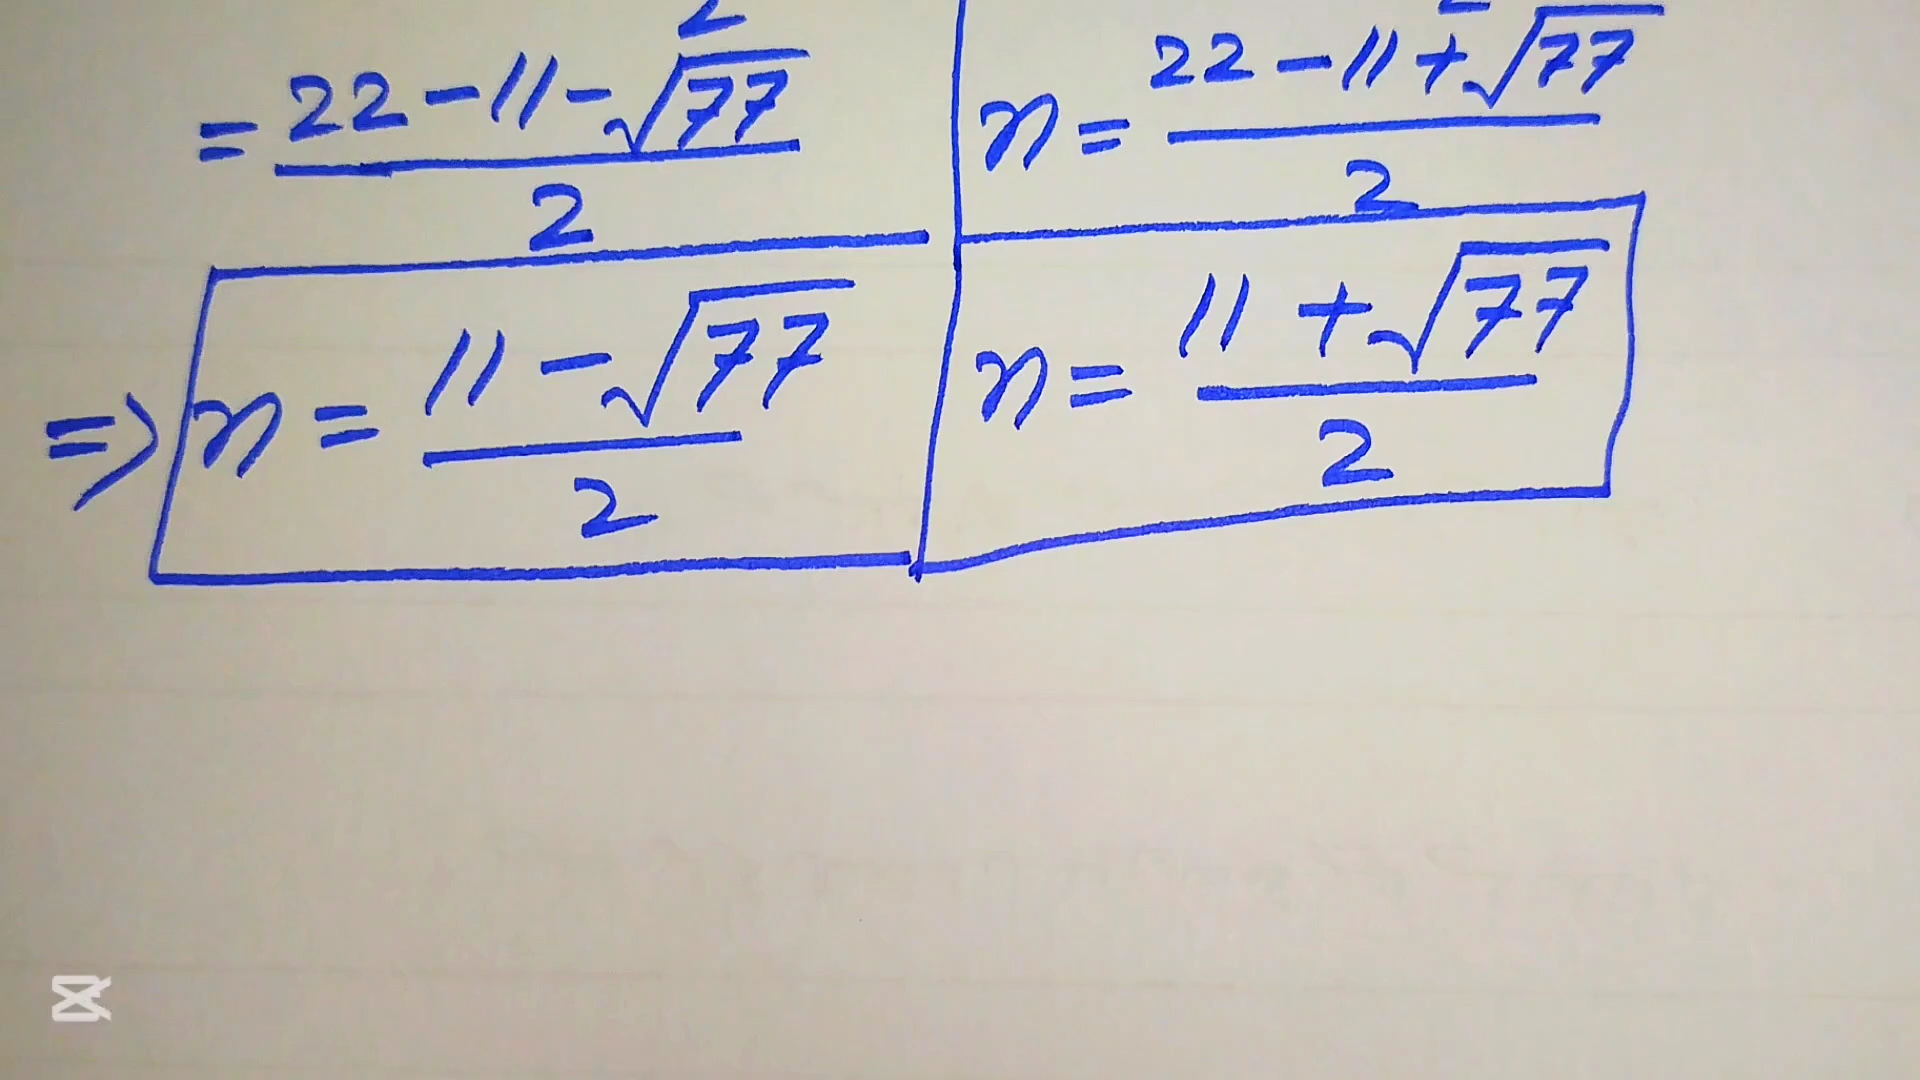 = (22 - 11 - √77) / 2
n = (22 - 11 + √77) / 2
⇒ n = (11 - √77) / 2
n = (11 + √77) / 2